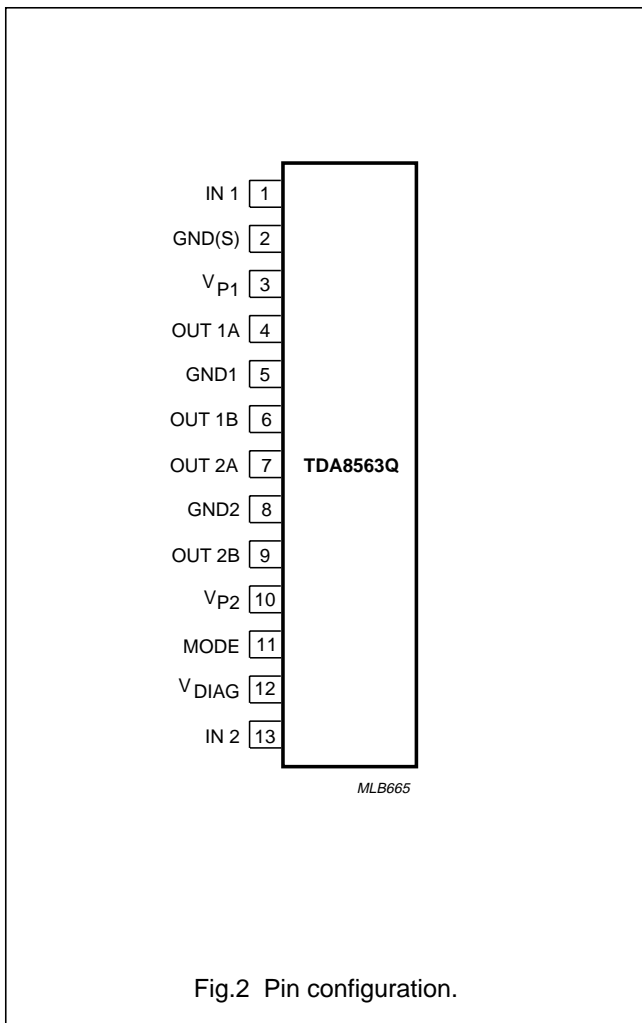 IN 1 1
GND(S) 2
VP1 3
OUT 1A 4
GND1 5
OUT 1B 6
OUT 2A 7 TDA8563Q
GND2 8
OUT 2B 9
VP2 10
MODE 11
VDIAG 12
IN 2 13
MLB665
Fig.2 Pin configuration.